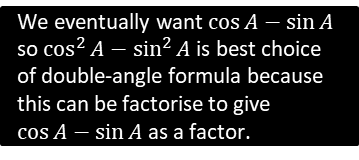 We eventually want cos A − sin A
so cos² A − sin² A is best choice
of double-angle formula because
this can be factorise to give
cos A − sin A as a factor.